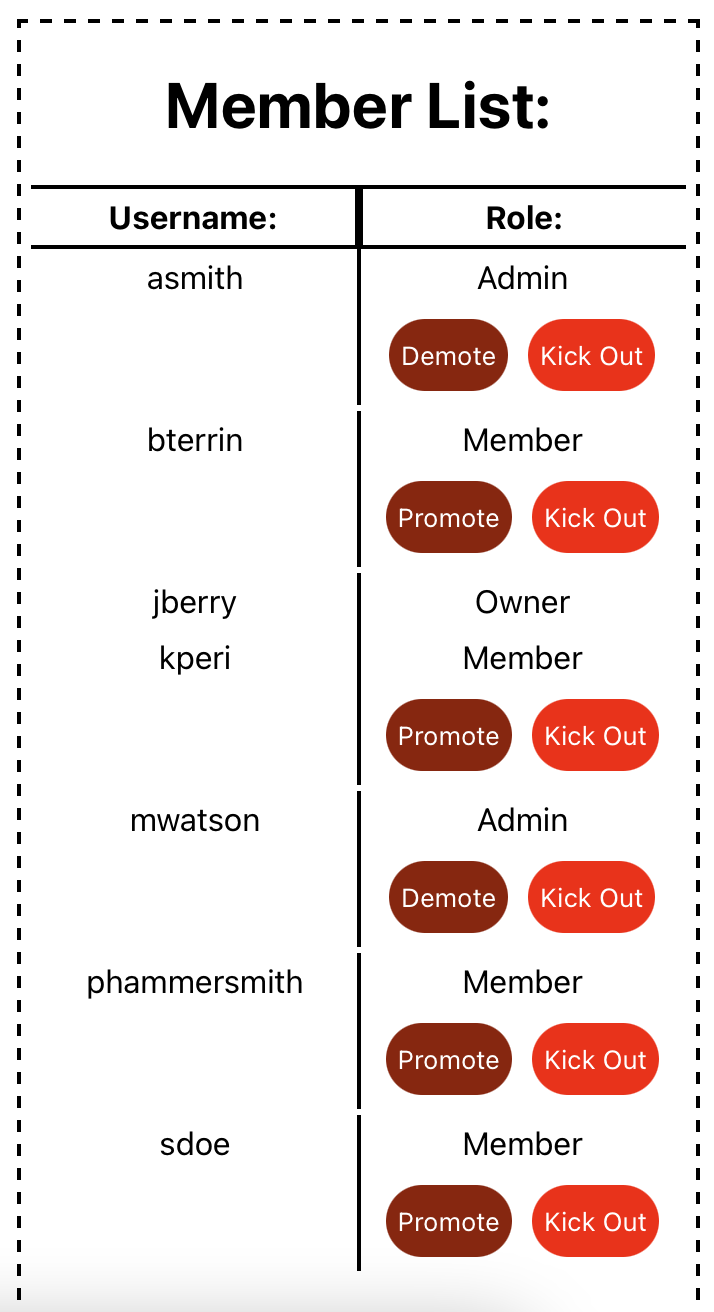 Member List:
Username: Role:
asmith Admin
Demote Kick Out
bterrin Member
Promote Kick Out
jberry Owner
kperi Member
Promote Kick Out
mwatson Admin
Demote Kick Out
phammersmith Member
Promote Kick Out
sdoe Member
Promote Kick Out